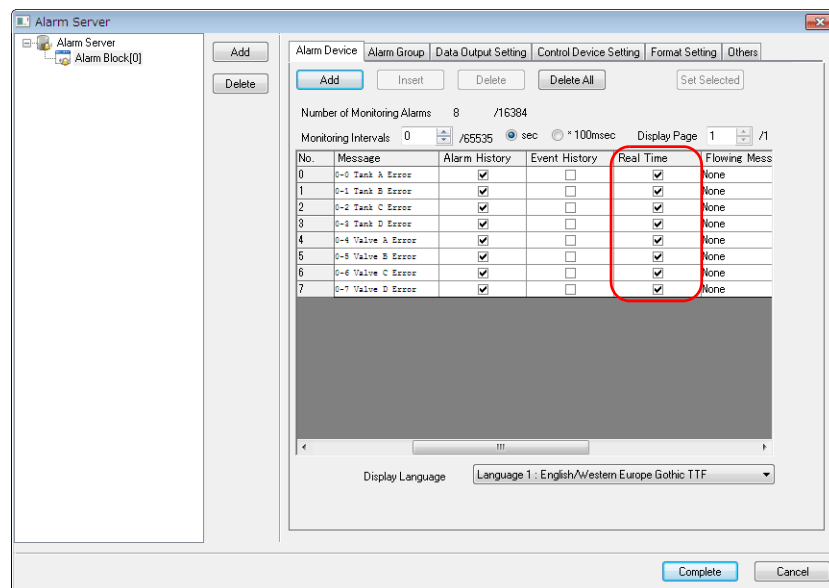 Alarm Server
Alarm Server
Alarm Block[0]
Add
Delete
Alarm Device Alarm Group Data Output Setting Control Device Setting Format Setting Others
Add Insert Delete Delete All Set Selected
Number of Monitoring Alarms 8 /16384
Monitoring Intervals 0 /65535 sec * 100msec Display Page 1 /1
No. Message Alarm History Event History Real Time Flowing Mess
0 0-0 Tank A Error None
1 0-1 Tank B Error None
2 0-2 Tank C Error None
3 0-3 Tank D Error None
4 0-4 Valve A Error None
5 0-5 Valve B Error None
6 0-6 Valve C Error None
7 0-7 Valve D Error None
Display Language Language 1 : English/Western Europe Gothic TTF
Complete Cancel